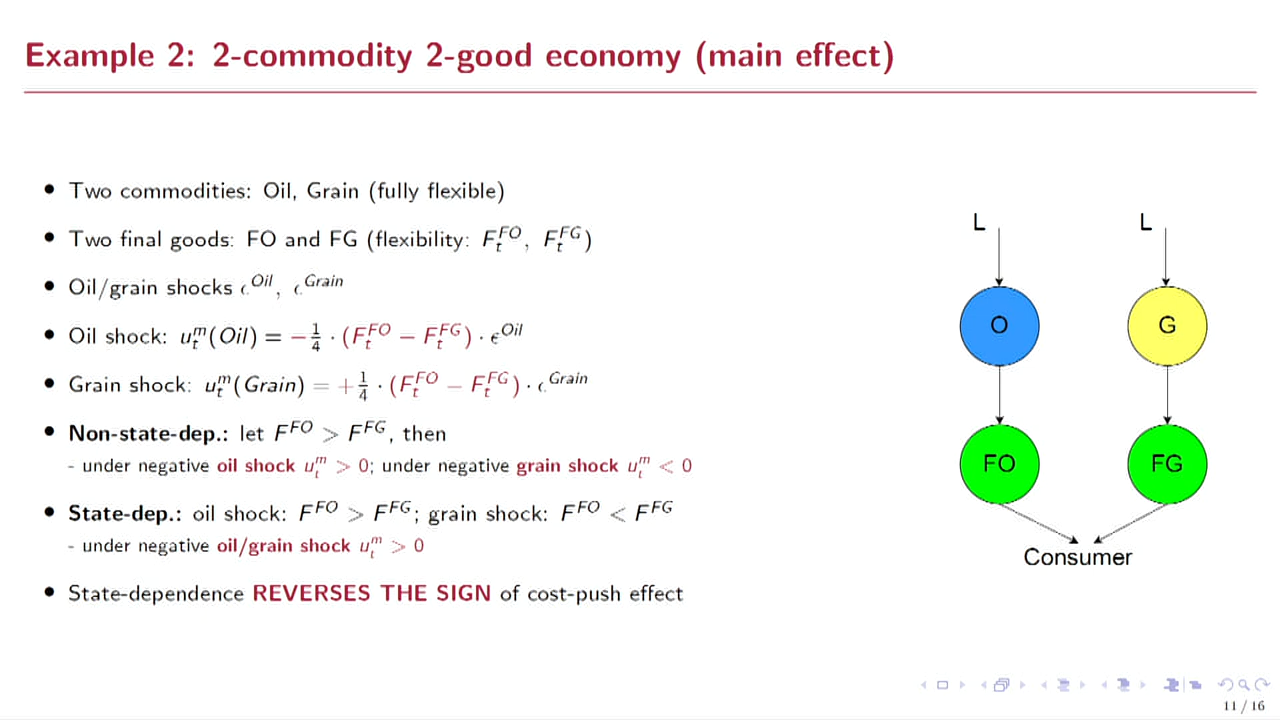 Example 2: 2-commodity 2-good economy (main effect)
• Two commodities: Oil, Grain (fully flexible)
• Two final goods: FO and FG (flexibility: F_t^{FO}, F_t^{FG})
• Oil/grain shocks ϵ^{Oil}, ϵ^{Grain}
• Oil shock: u_t^m(Oil) = −1/4 · (F_t^{FO} − F_t^{FG}) · ϵ^{Oil}
• Grain shock: u_t^m(Grain) = +1/4 · (F_t^{FO} − F_t^{FG}) · ϵ^{Grain}
• Non-state-dep.: let F^{FO} > F^{FG}, then
- under negative oil shock u_t^m > 0; under negative grain shock u_t^m < 0
• State-dep.: oil shock: F^{FO} > F^{FG}; grain shock: F^{FO} < F^{FG}
- under negative oil/grain shock u_t^m > 0
• State-dependence REVERSES THE SIGN of cost-push effect
L L
O G
FO FG
Consumer
11 / 16